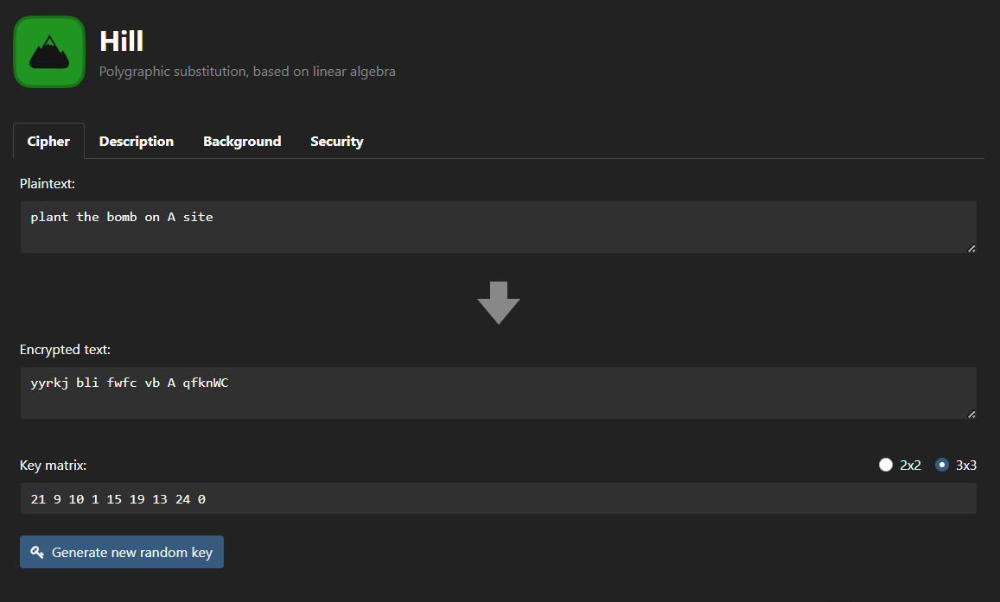 Hill
Polygraphic substitution, based on linear algebra
Cipher Description Background Security
Plaintext:
plant the bomb on A site
Encrypted text:
yyrkj bli fwfc vb A qfknWC
Key matrix: 2x2 3x3
21 9 10 1 15 19 13 24 0
Generate new random key